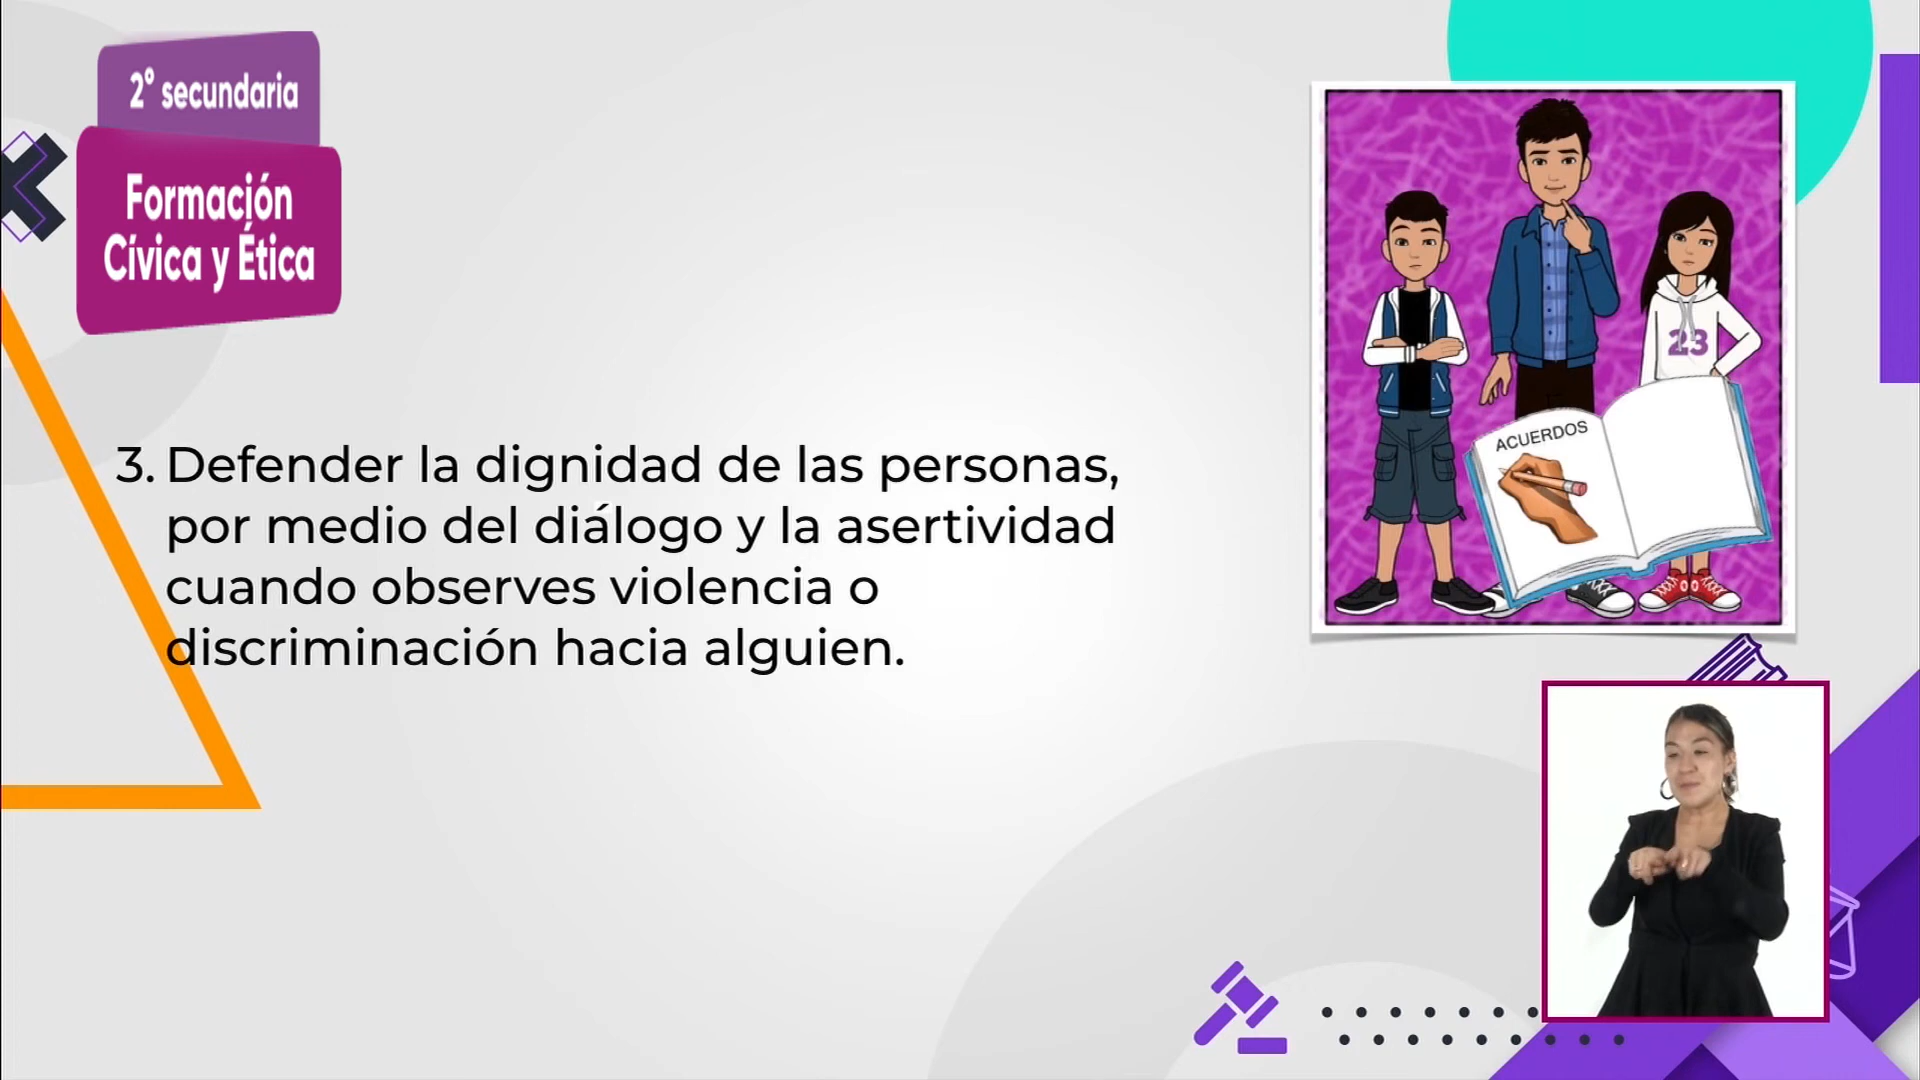 2° secundaria
Formación
Cívica y Ética
3. Defender la dignidad de las personas,
por medio del diálogo y la asertividad
cuando observes violencia o
discriminación hacia alguien.
23
ACUERDOS